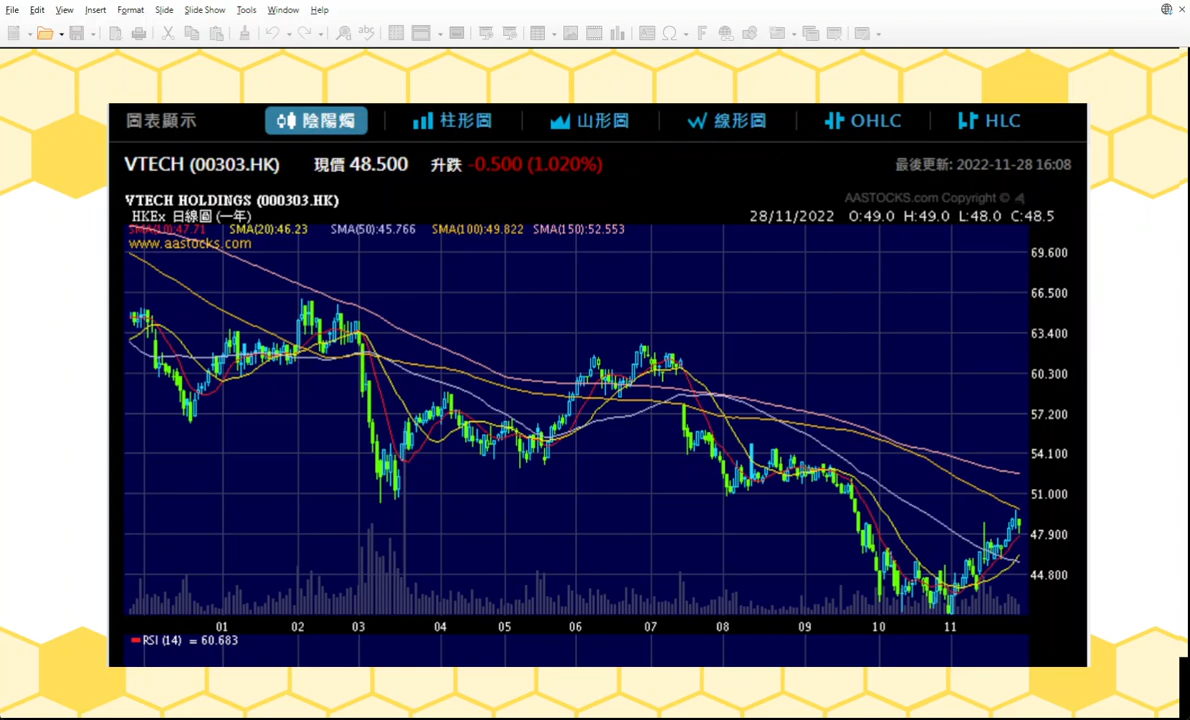 File Edit View Insert Format Slide Slide Show Tools Window Help
圖表顯示 陰陽燭 柱形圖 山形圖 線形圖 OHLC HLC
VTECH (00303.HK) 現價 48.500 升跌 -0.500 (1.020%) 最後更新: 2022-11-28 16:08
VTECH HOLDINGS (000303.HK) AASTOCKS.com Copyright ©
HKEx 日線圖 (一年) 28/11/2022 O:49.0 H:49.0 L:48.0 C:48.5
SMA(10):47.71 SMA(20):46.23 SMA(50):45.766 SMA(100):49.822 SMA(150):52.553
www.aastocks.com
69.600
66.500
63.400
60.300
57.200
54.100
51.000
47.900
44.800
01 02 03 04 05 06 07 08 09 10 11
RSI (14) = 60.683